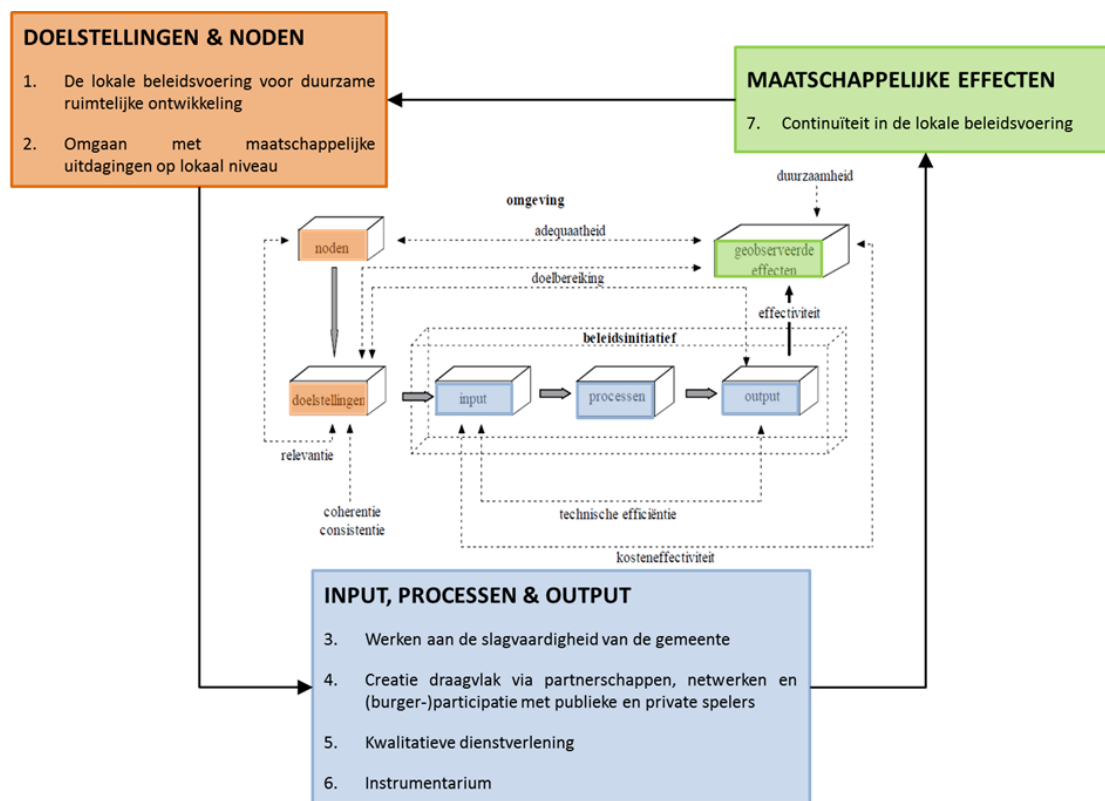 DOELSTELLINGEN & NODEN
1. De lokale beleidsvoering voor duurzame
ruimtelijke ontwikkeling
2. Omgaan met maatschappelijke
uitdagingen op lokaal niveau
MAATSCHAPPELIJKE EFFECTEN
7. Continuïteit in de lokale beleidsvoering
duurzaamheid
omgeving
adequaatheid
noden
geobserveerde
effecten
doelbereiking
effectiviteit
beleidsinitiatief
doelstellingen
input
processen
output
relevantie
coherentie
consistentie
technische efficiëntie
kosteneffectiviteit
INPUT, PROCESSEN & OUTPUT
3. Werken aan de slagvaardigheid van de gemeente
4. Creatie draagvlak via partnerschappen, netwerken en
(burger-)participatie met publieke en private spelers
5. Kwalitatieve dienstverlening
6. Instrumentarium